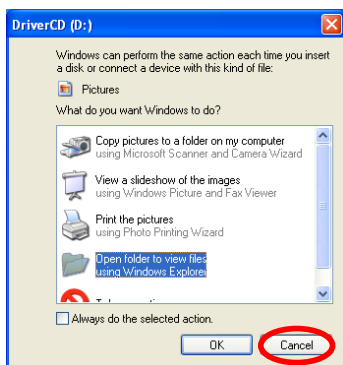 DriverCD (D:)
Windows can perform the same action each time you insert
a disk or connect a device with this kind of file:
Pictures
What do you want Windows to do?
Copy pictures to a folder on my computer
using Microsoft Scanner and Camera Wizard
View a slideshow of the images
using Windows Picture and Fax Viewer
Print the pictures
using Photo Printing Wizard
Open folder to view files
using Windows Explorer
Always do the selected action.
OK
Cancel